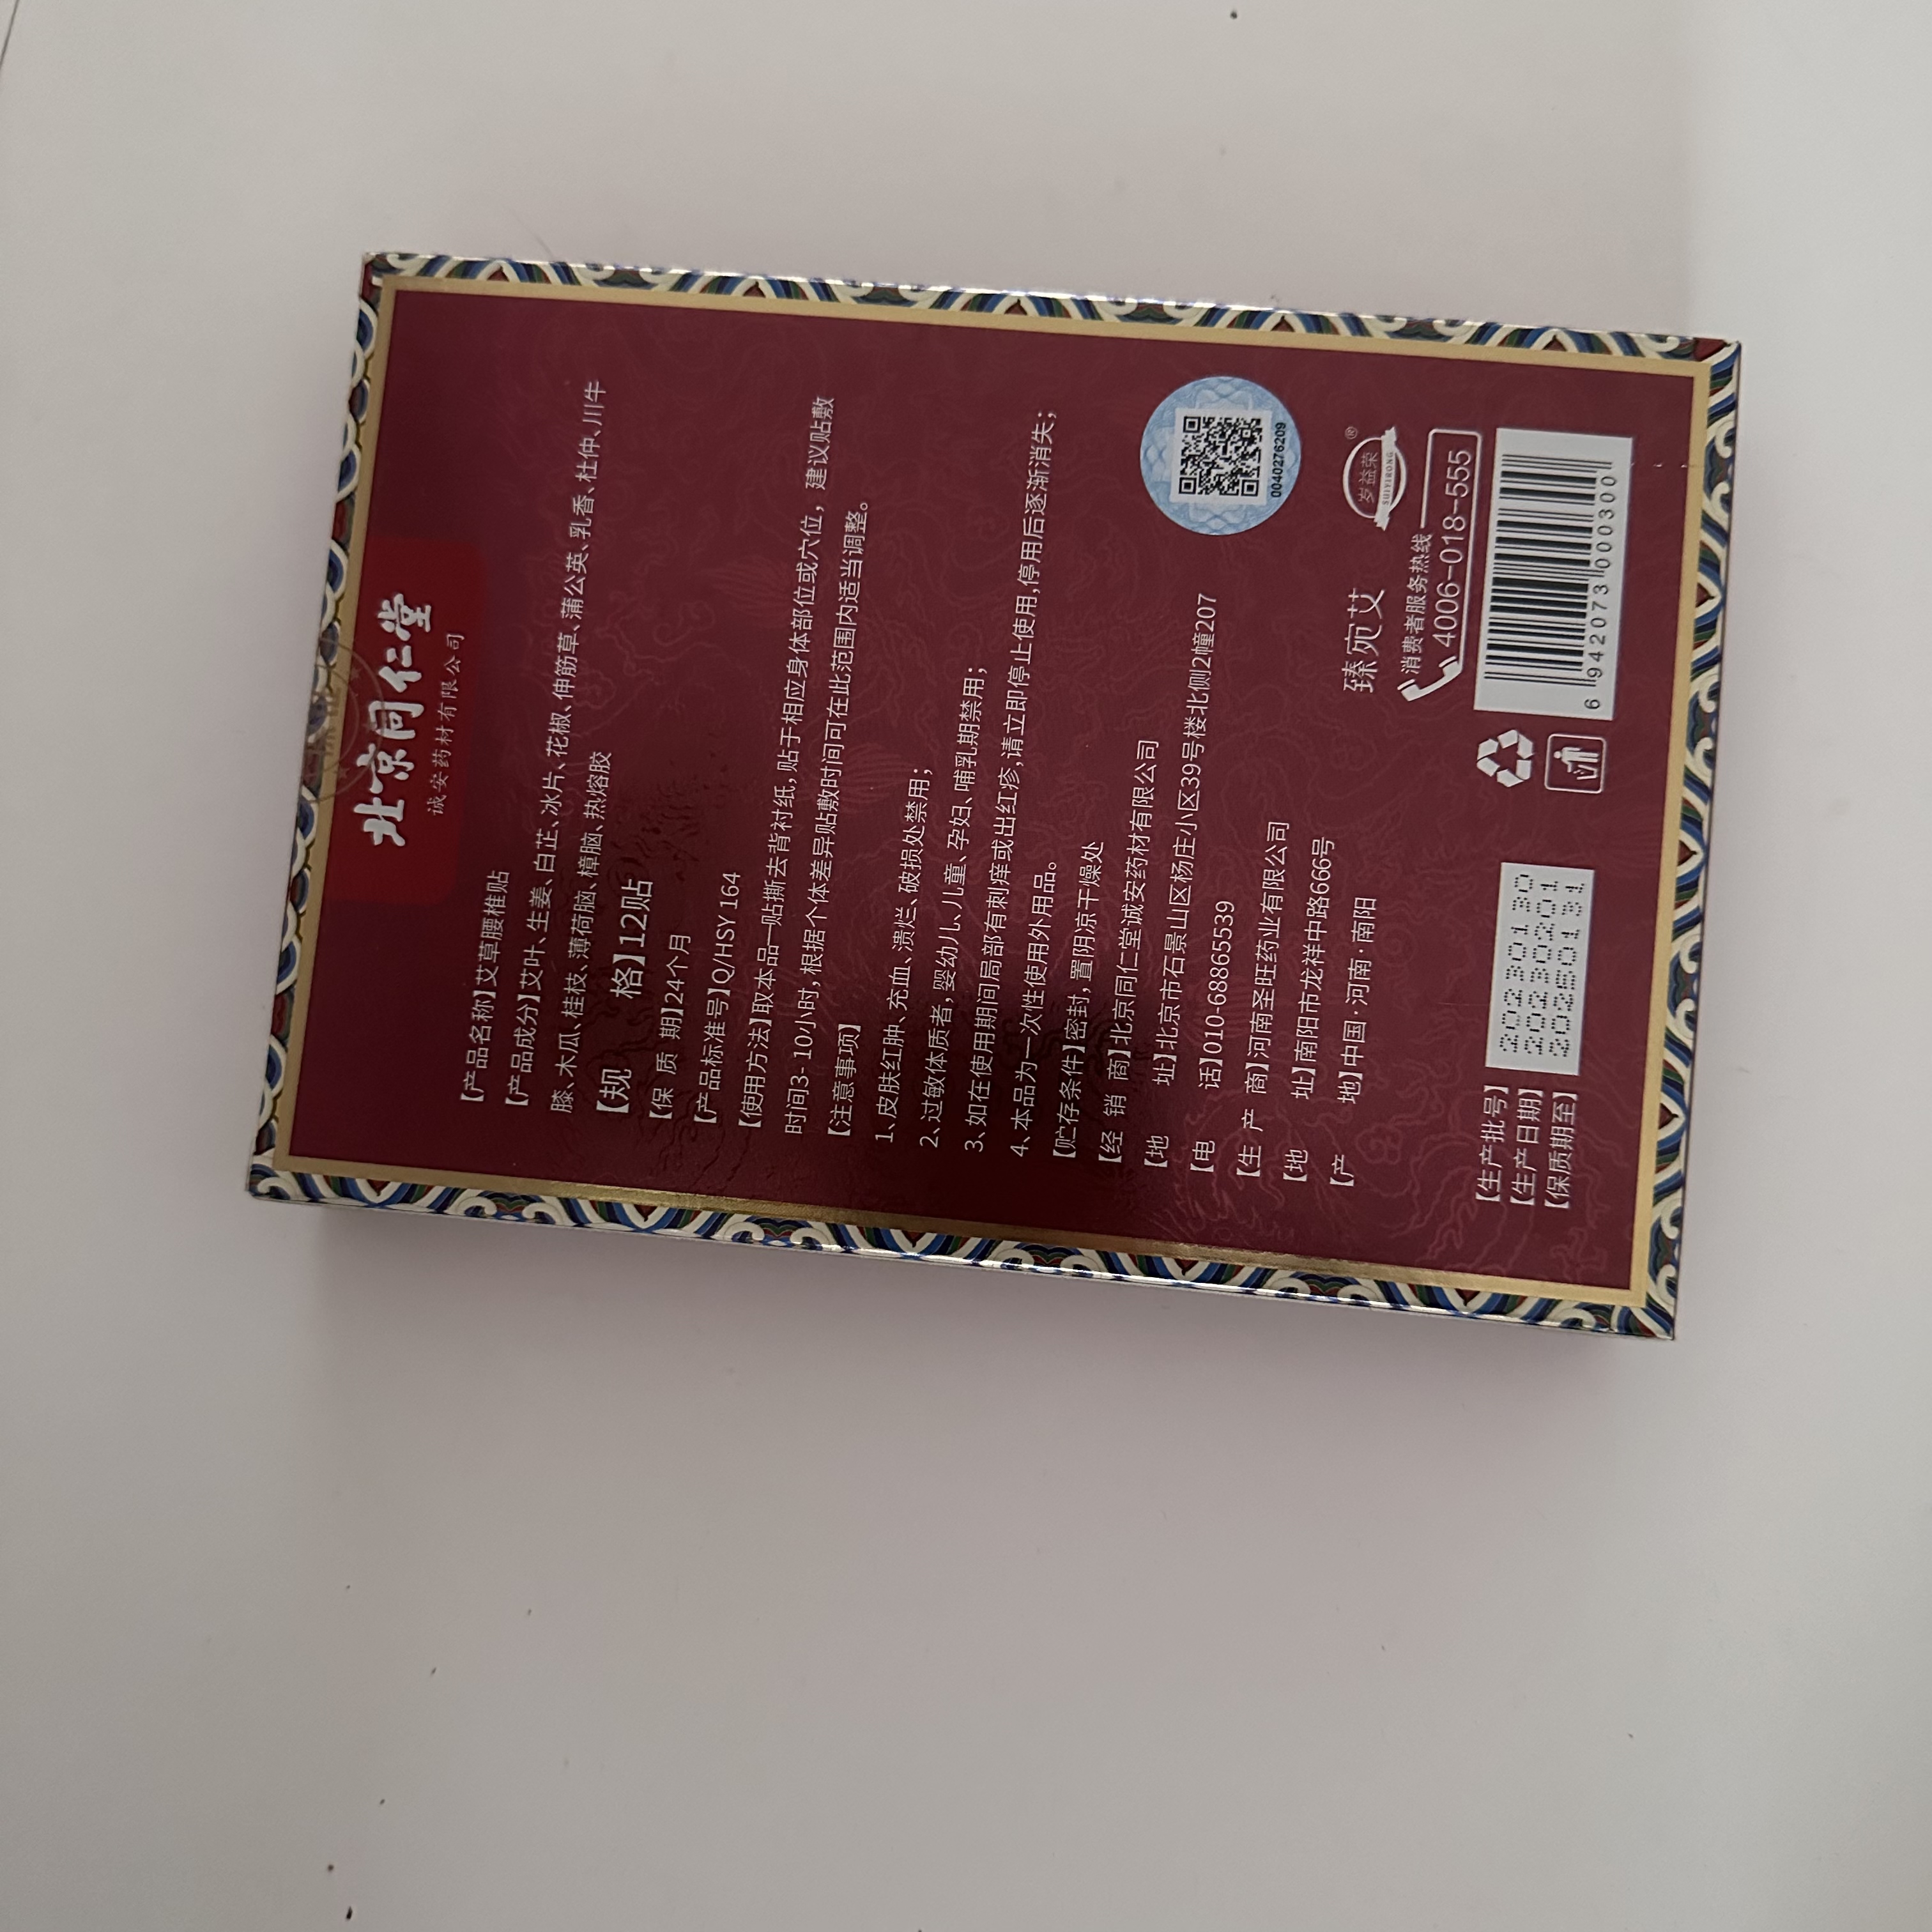 北京同仁堂
诚安药材有限公司
【产品名称】艾草腰椎贴
【产品成分】艾叶、生姜、白芷、冰片、花椒、伸筋草、蒲公英、乳香、杜仲、川牛
膝、木瓜、桂枝、薄荷脑、樟脑、热熔胶
【规 格】12贴
【保 质 期】24个月
【产品标准号】Q/HSY 164
【使用方法】取本品一贴撕去背衬纸,贴于相应身体部位或穴位，建议贴敷
时间3- 10小时,根据个体差异贴敷时间可在此范围内适当调整。
【注意事项】
1、皮肤红肿、充血、溃烂、破损处禁用；
2、过敏体质者,婴幼儿、儿童、孕妇、哺乳期禁用；
3、如在使用期间局部有刺痒或出红疹,请立即停止使用,停用后逐渐消失；
4、本品为一次性使用外用品。
【贮存条件】密封,置阴凉干燥处
【经 销 商】北京同仁堂诚安药材有限公司
【地 址】北京市石景山区杨庄小区39号楼北侧2幢207
【电 话】010-68865539
【生 产 商】河南圣旺药业有限公司
【地 址】南阳市龙祥中路666号
【产 地】中国·河南·南阳
0040276209
臻宛艾
岁益荣®
SUIYIRONG
消费者服务热线
4006-018-555
【生产批号】20230130
【生产日期】20230201
【保质期至】20250131
6 942073 000300